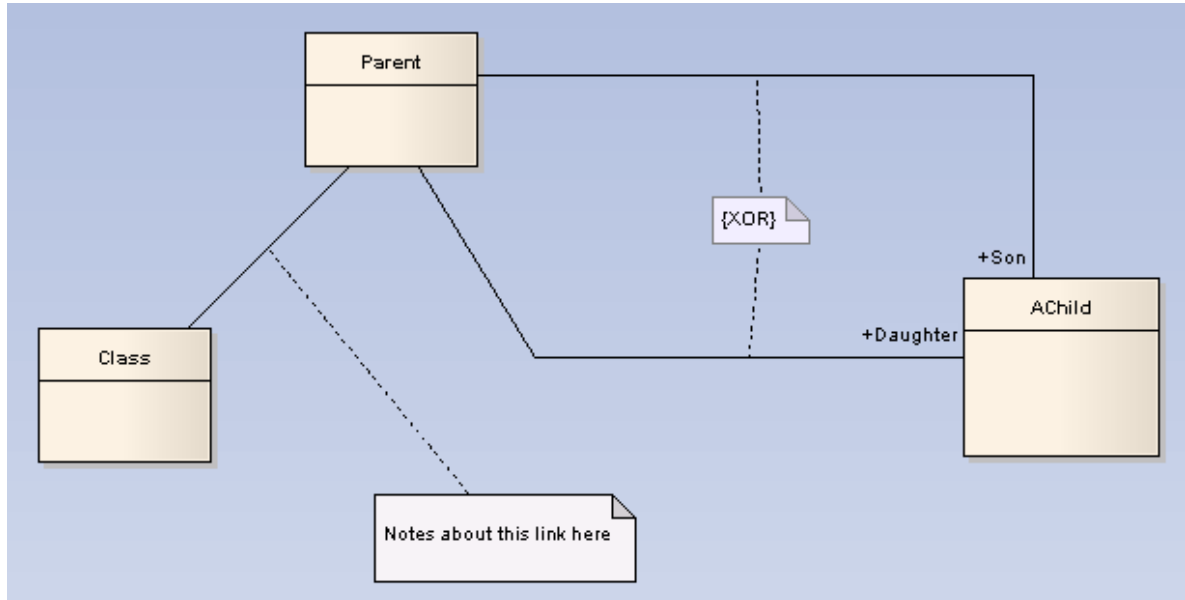 Parent
{XOR}
+Son
AChild
+Daughter
Class
Notes about this link here